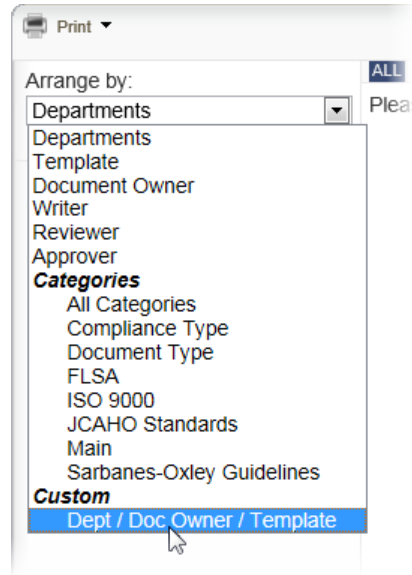 Print
Arrange by:
ALL
Departments
Plea
Departments
Template
Document Owner
Writer
Reviewer
Approver
Categories
All Categories
Compliance Type
Document Type
FLSA
ISO 9000
JCAHO Standards
Main
Sarbanes-Oxley Guidelines
Custom
Dept / Doc Owner / Template